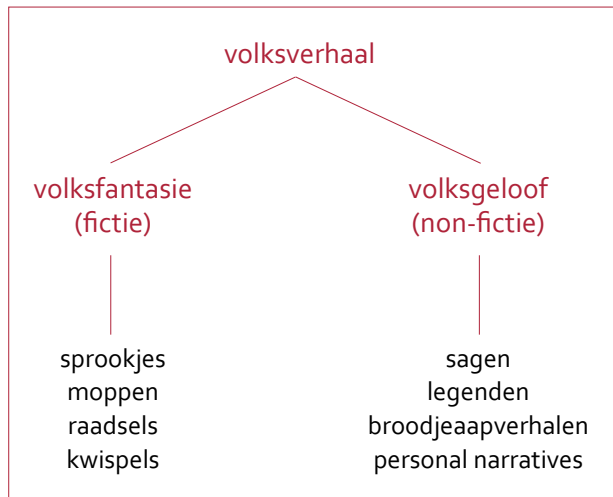 volksverhaal
volksfantasie
(fictie)
volksgeloof
(non-fictie)
sprookjes
moppen
raadsels
kwispels
sagen
legenden
broodjeaapverhalen
personal narratives